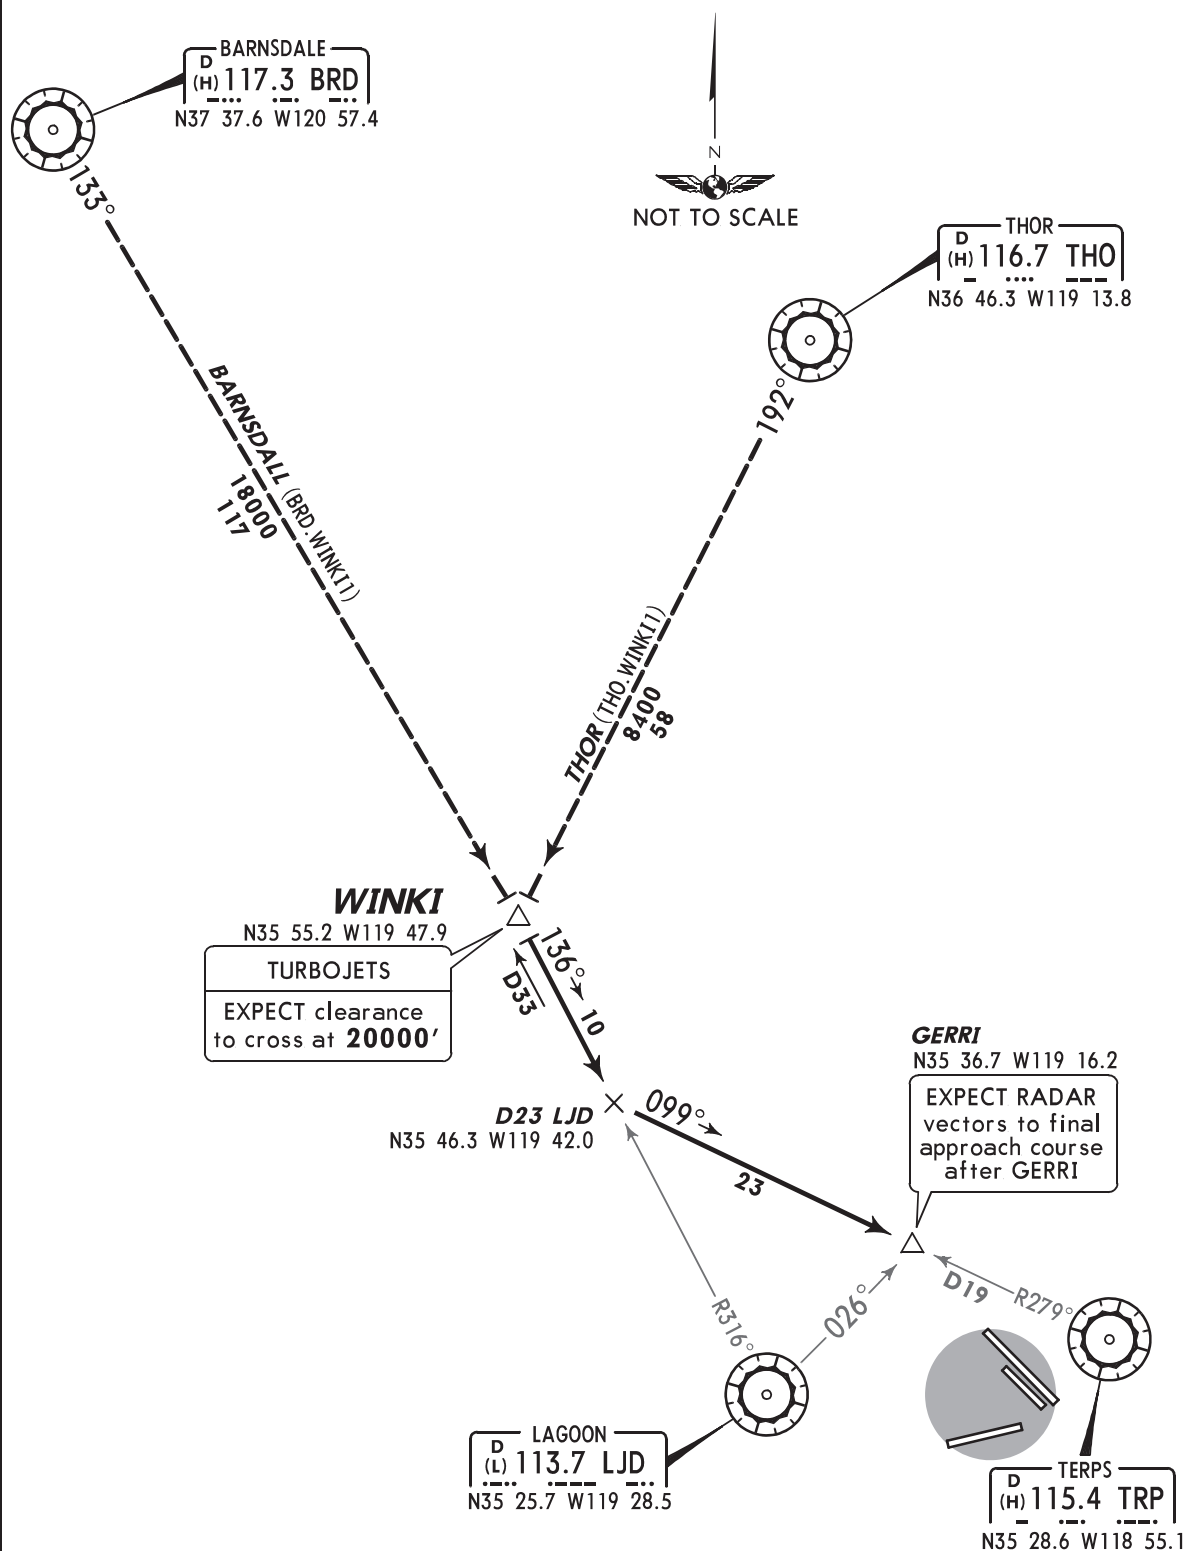 BARNSDALE
D
(H) 117.3 BRD
N37 37.6 W120 57.4
133°
N
NOT TO SCALE
THOR
D
(H) 116.7 THO
N36 46.3 W119 13.8
192°
BARNSDALL (BRD.WINKI1)
18000
117
THOR (THO.WINKI1)
8400
58
WINKI
N35 55.2 W119 47.9
TURBOJETS
EXPECT clearance
to cross at 20000'
136° 10
D33
GERRI
N35 36.7 W119 16.2
EXPECT RADAR
vectors to final
approach course
after GERRI
D23 LJD
N35 46.3 W119 42.0
099°
23
R316°
026°
D19
R279°
LAGOON
D
(L) 113.7 LJD
N35 25.7 W119 28.5
TERPS
D
(H) 115.4 TRP
N35 28.6 W118 55.1